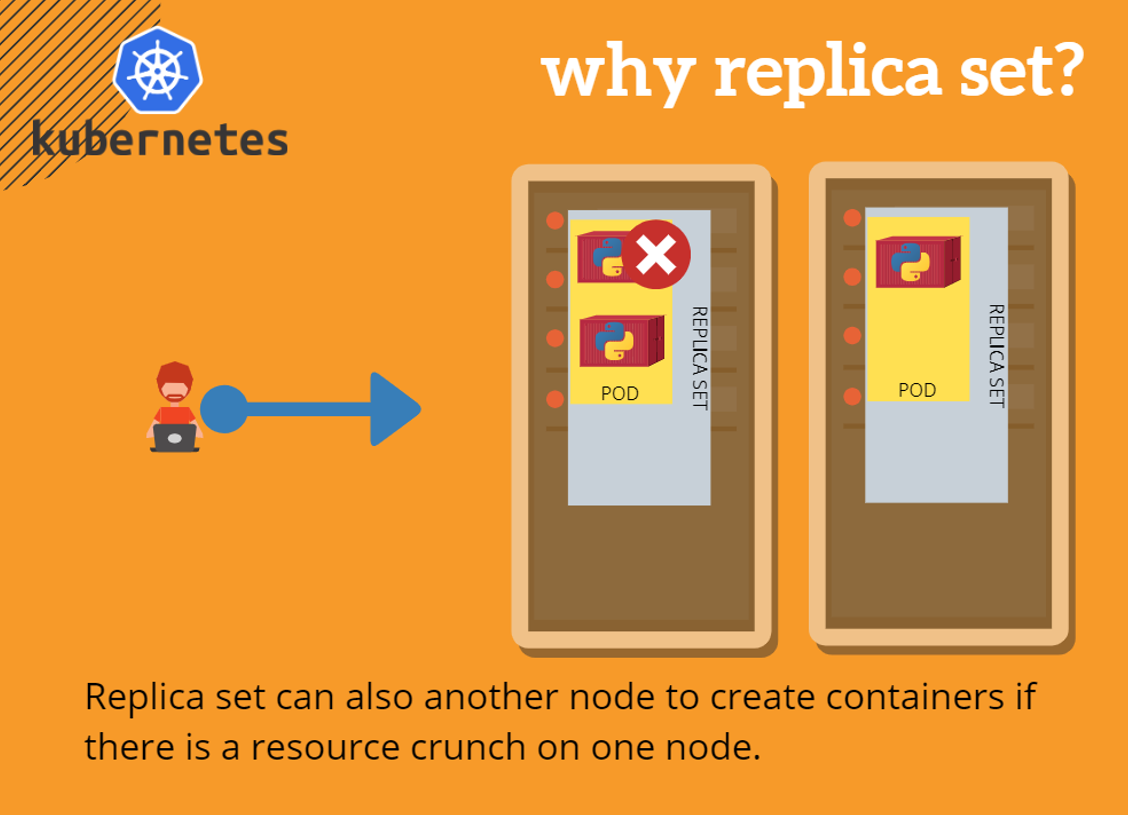 kubernetes
why replica set?
REPLICA SET
POD
REPLICA SET
POD
Replica set can also another node to create containers if
there is a resource crunch on one node.